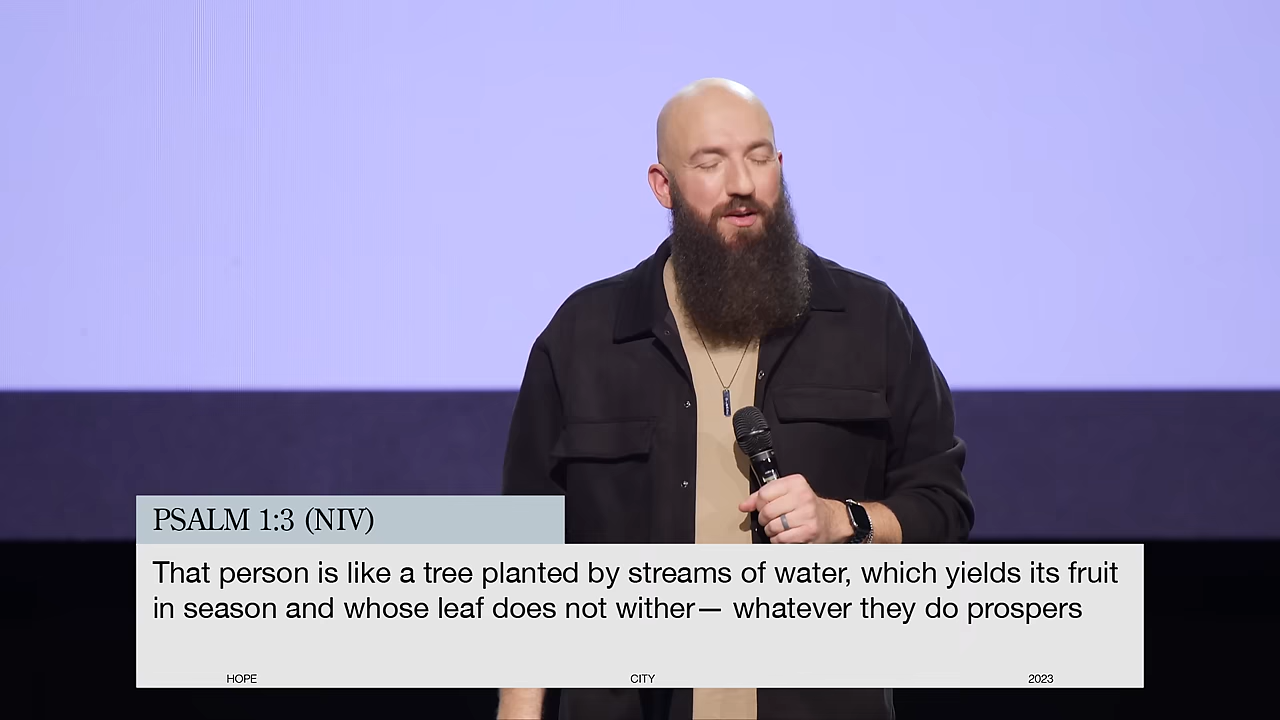 PSALM 1:3 (NIV)
That person is like a tree planted by streams of water, which yields its fruit
in season and whose leaf does not wither— whatever they do prospers
HOPE CITY 2023